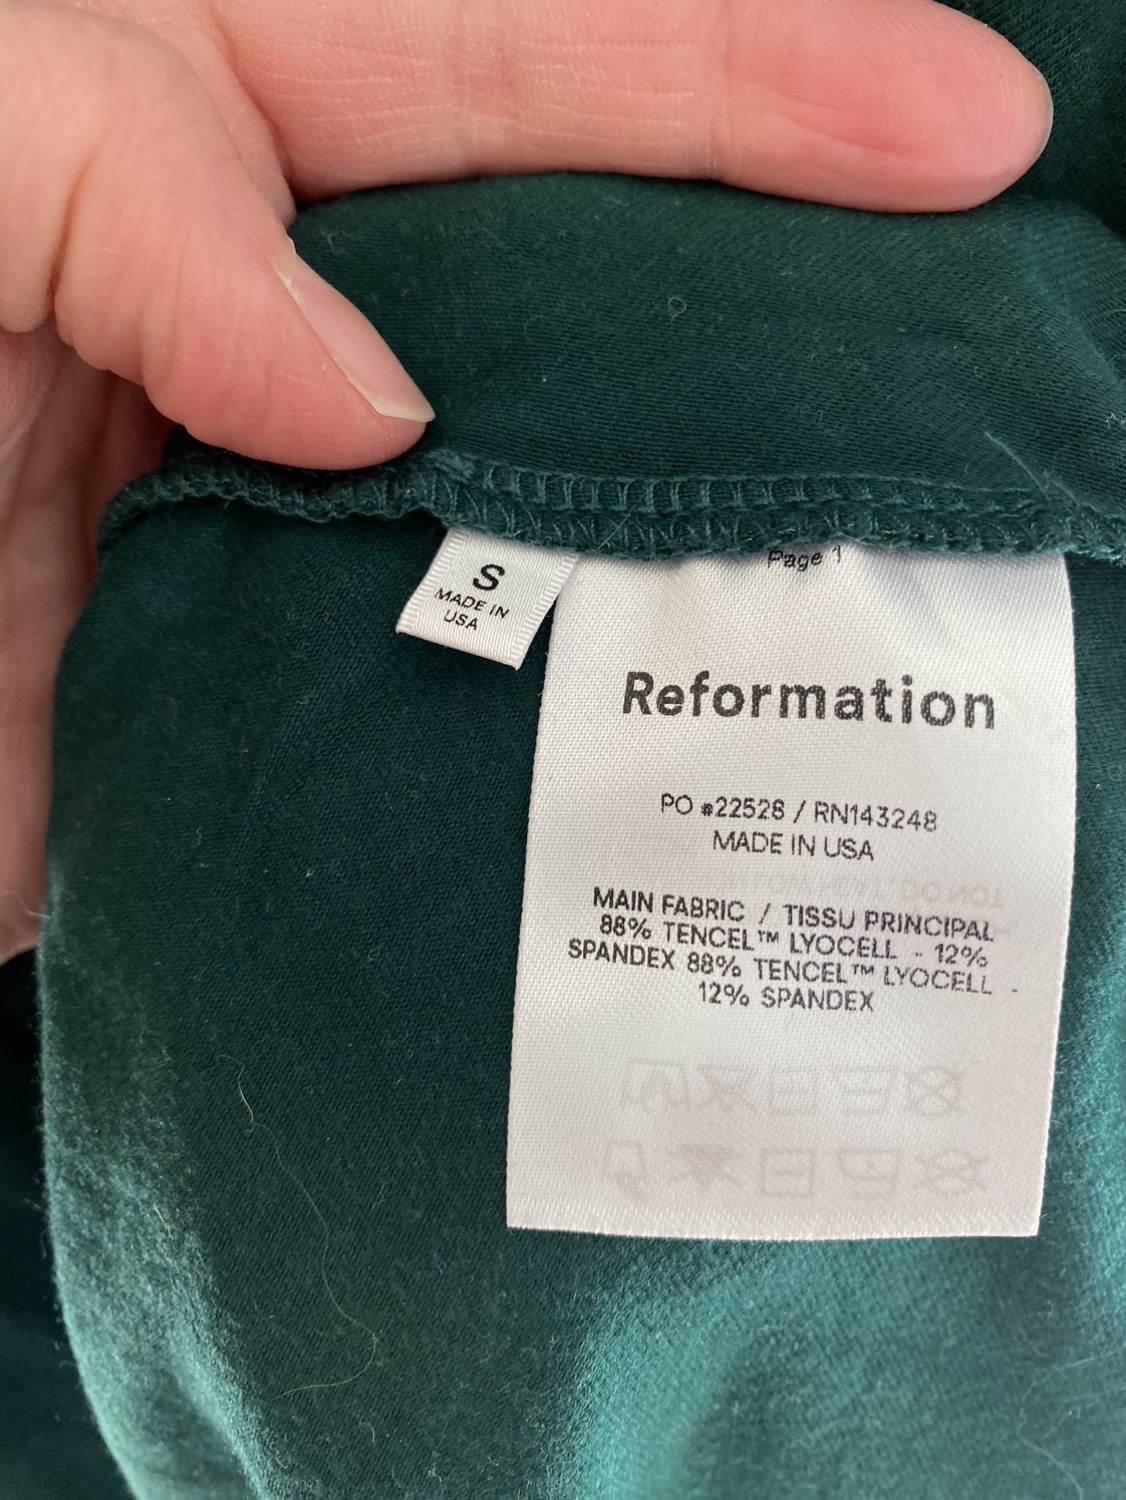 S
MADE IN
USA
Page 1
Reformation
PO #22528 / RN143248
MADE IN USA
MAIN FABRIC / TISSU PRINCIPAL
88% TENCEL™ LYOCELL - 12%
SPANDEX 88% TENCEL™ LYOCELL -
12% SPANDEX